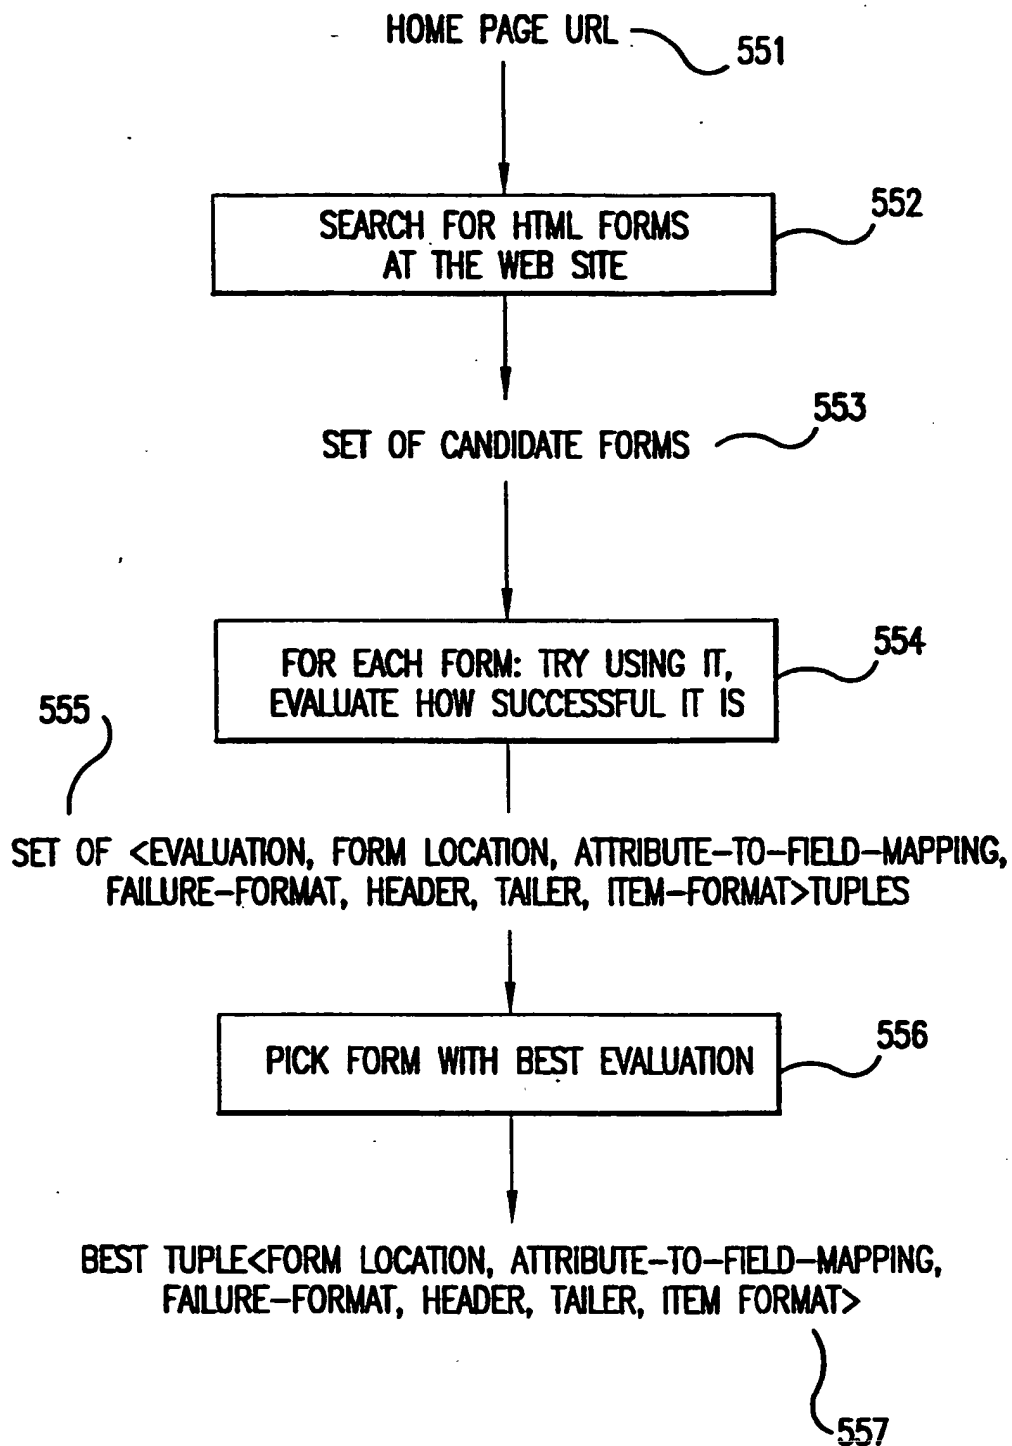 HOME PAGE URL
551
552
SEARCH FOR HTML FORMS
AT THE WEB SITE
553
SET OF CANDIDATE FORMS
554
FOR EACH FORM: TRY USING IT,
EVALUATE HOW SUCCESSFUL IT IS
555
SET OF <EVALUATION, FORM LOCATION, ATTRIBUTE-TO-FIELD-MAPPING,
FAILURE-FORMAT, HEADER, TAILER, ITEM-FORMAT>TUPLES
556
PICK FORM WITH BEST EVALUATION
BEST TUPLE<FORM LOCATION, ATTRIBUTE-TO-FIELD-MAPPING,
FAILURE-FORMAT, HEADER, TAILER, ITEM FORMAT>
557